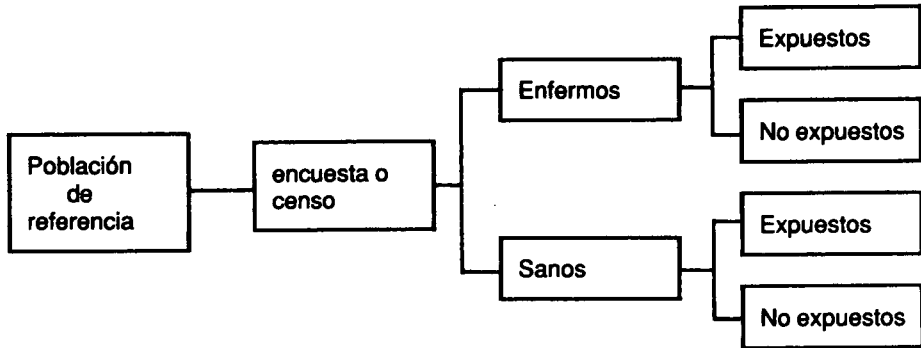 Población
de
referencia
encuesta o
censo
Enfermos
Expuestos
No expuestos
Sanos
Expuestos
No expuestos